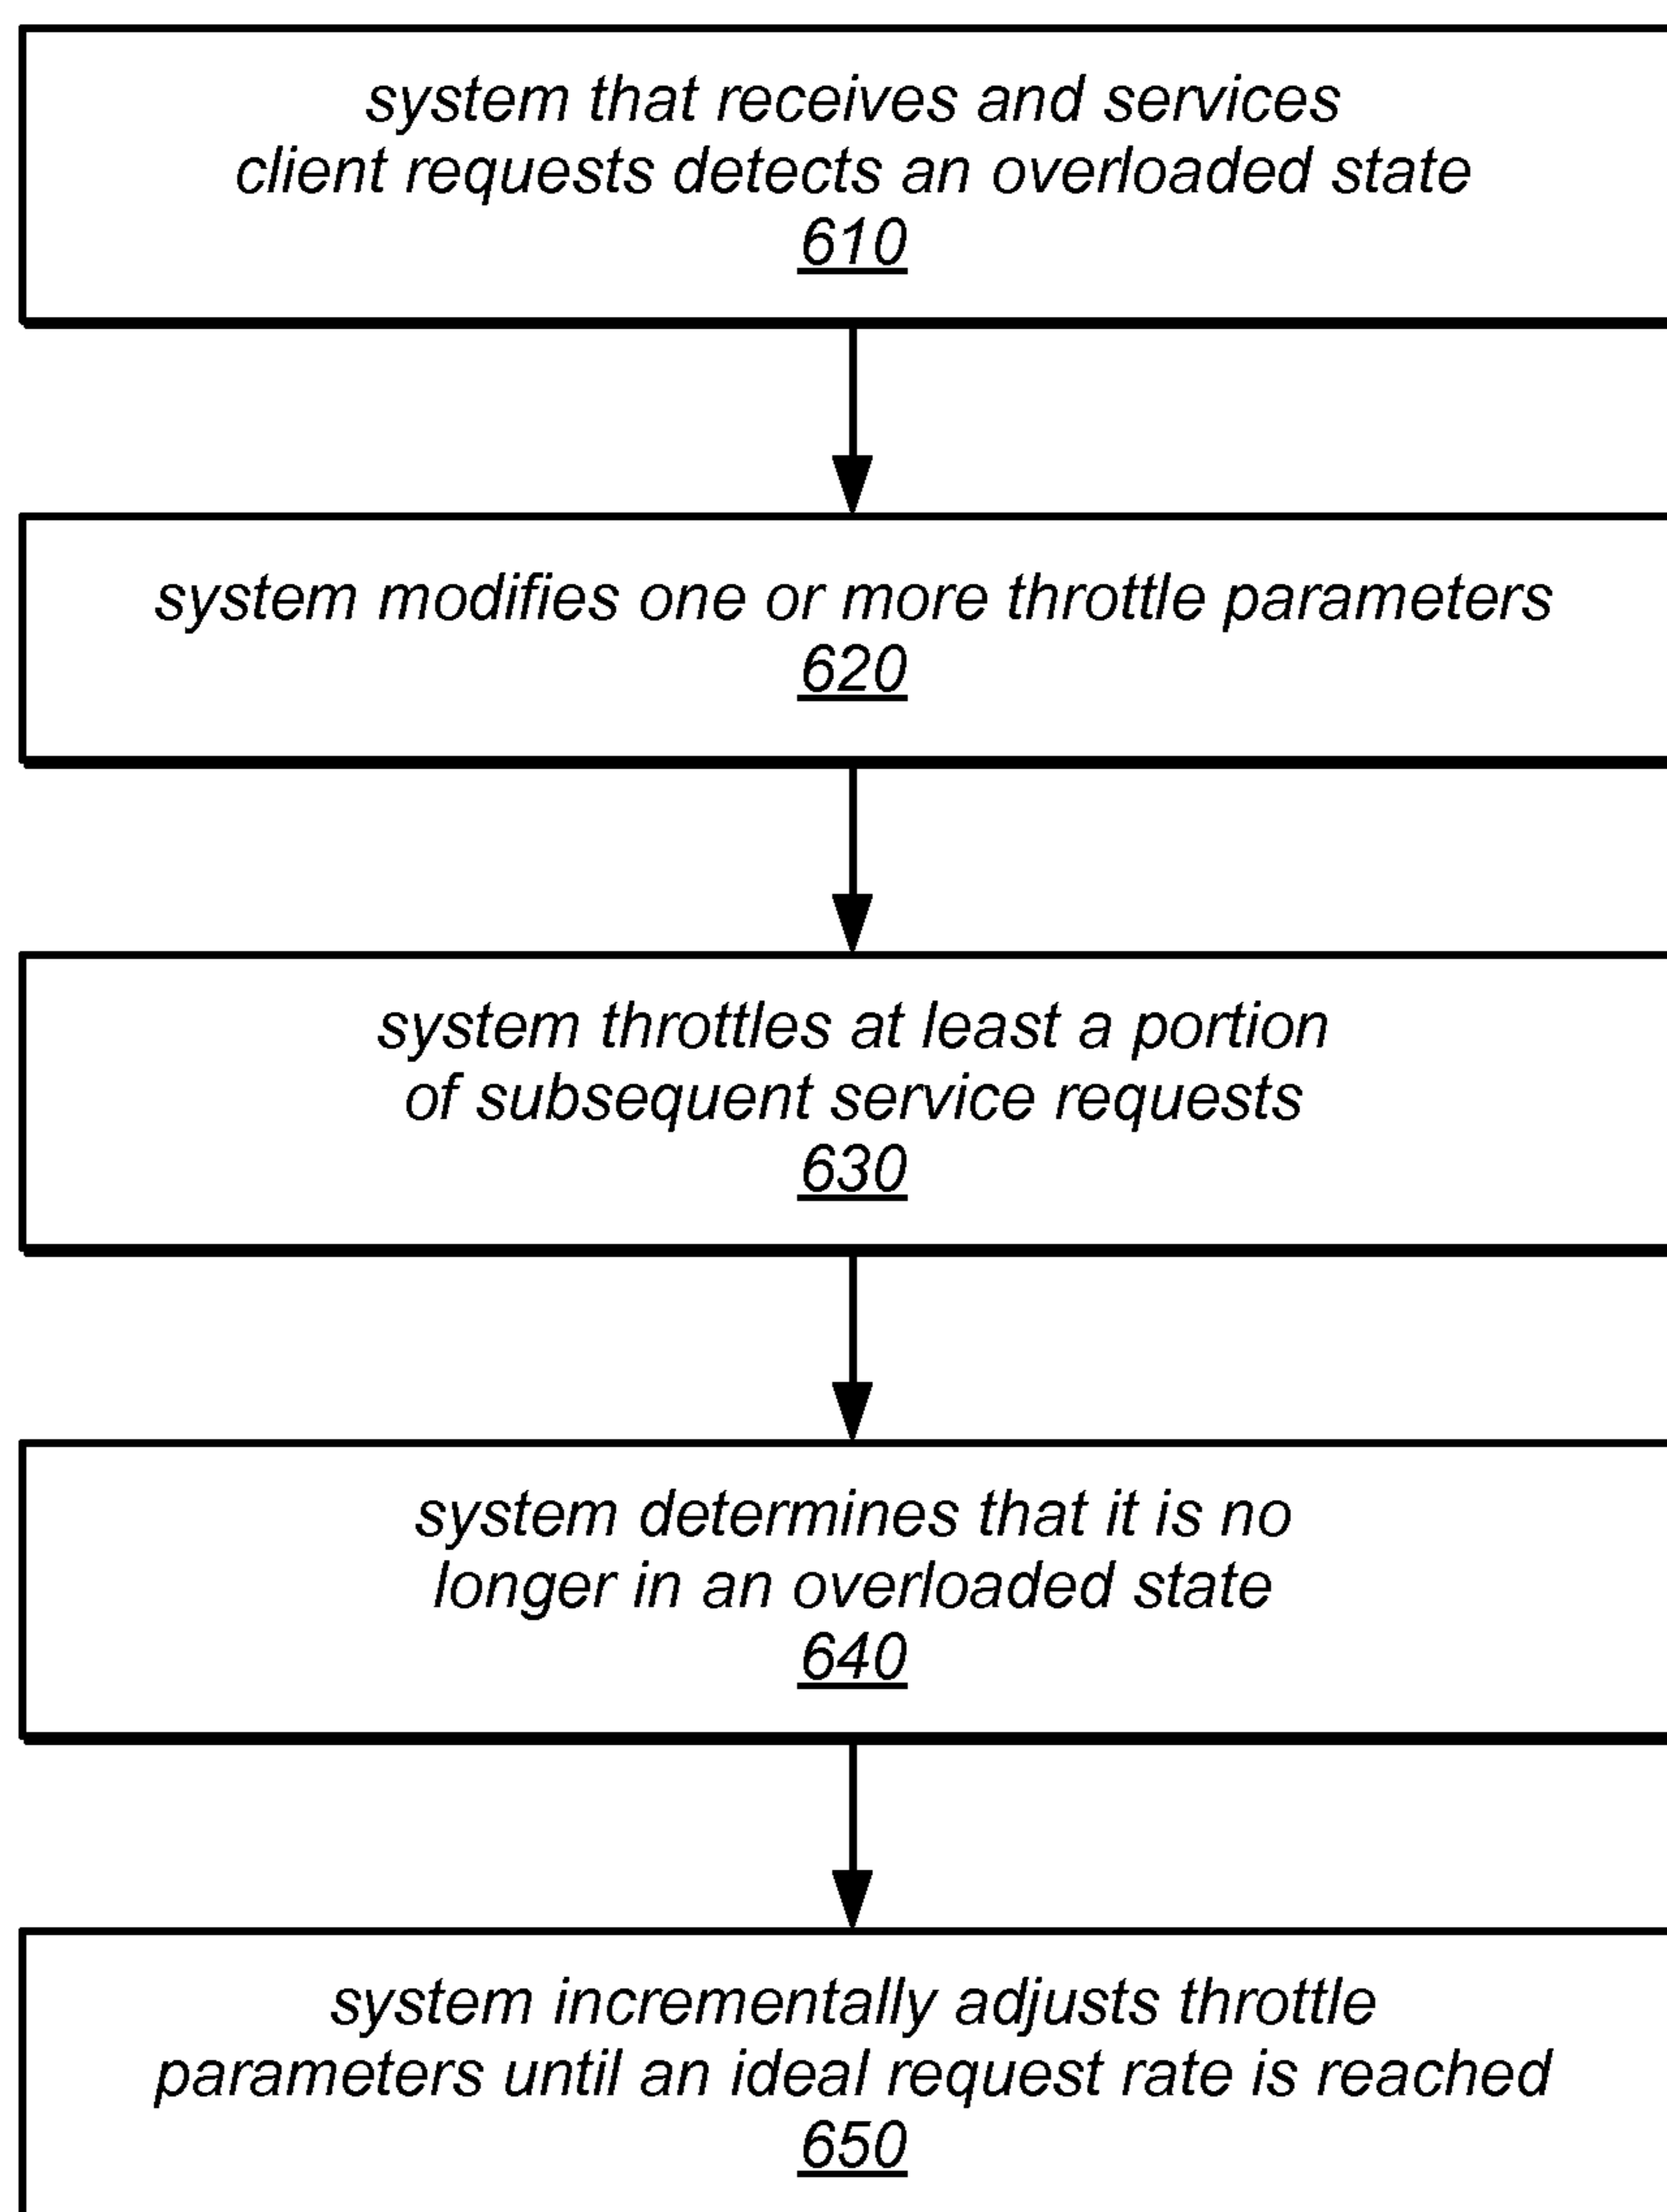 system that receives and services
client requests detects an overloaded state
610
system modifies one or more throttle parameters
620
system throttles at least a portion
of subsequent service requests
630
system determines that it is no
longer in an overloaded state
640
system incrementally adjusts throttle
parameters until an ideal request rate is reached
650